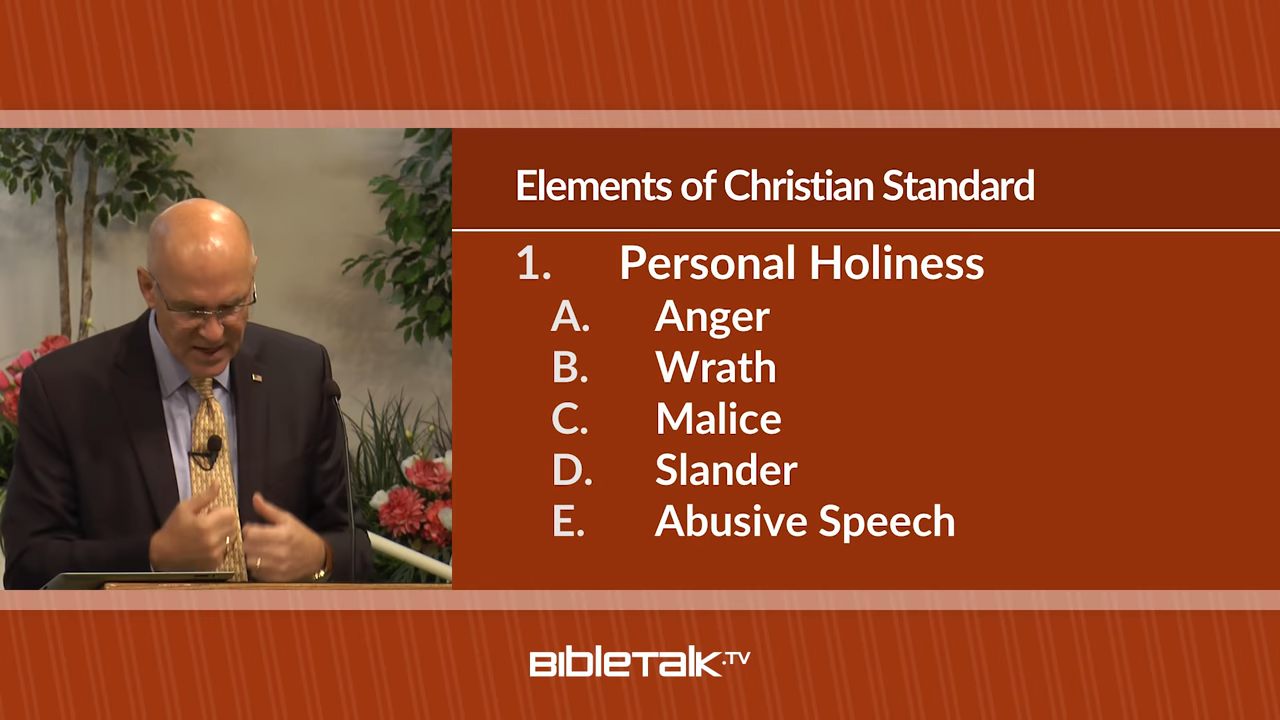 Elements of Christian Standard
1. Personal Holiness
A. Anger
B. Wrath
C. Malice
D. Slander
E. Abusive Speech
BIBLETALK.TV